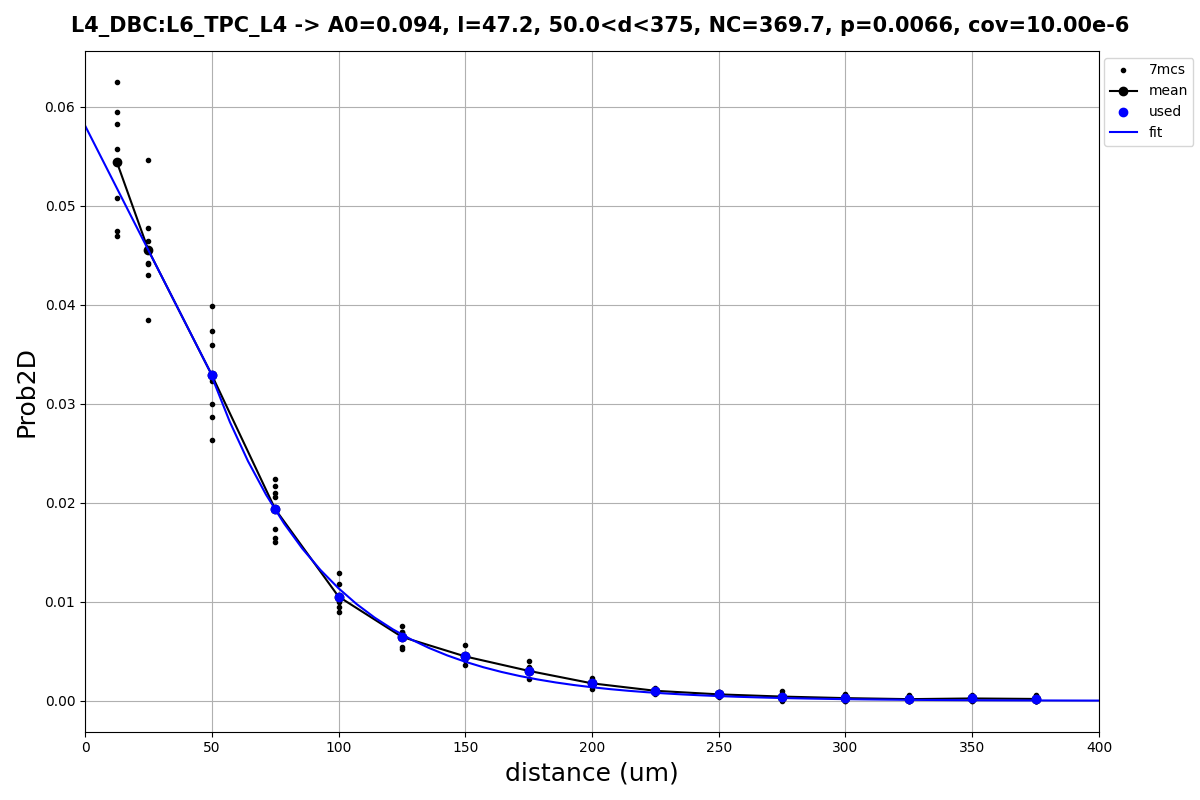 L4_DBC:L6_TPC_L4 -> A0=0.094, l=47.2, 50.0<d<375, NC=369.7, p=0.0066, cov=10.00e-6
7mcs
mean
used
fit
0.06
0.05
0.04
0.03
0.02
0.01
0.00
Prob2D
0 50 100 150 200 250 300 350 400
distance (um)